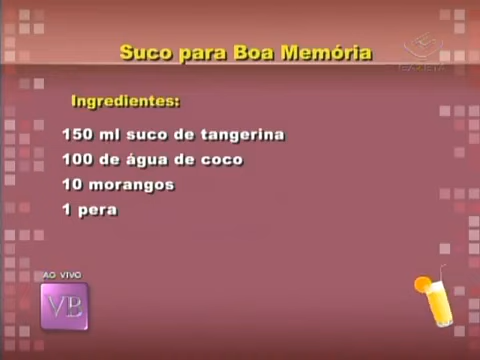 Suco para Boa Memória
GAZETA
Ingredientes:
150 ml suco de tangerina
100 de água de coco
10 morangos
1 pera
AO VIVO
VB